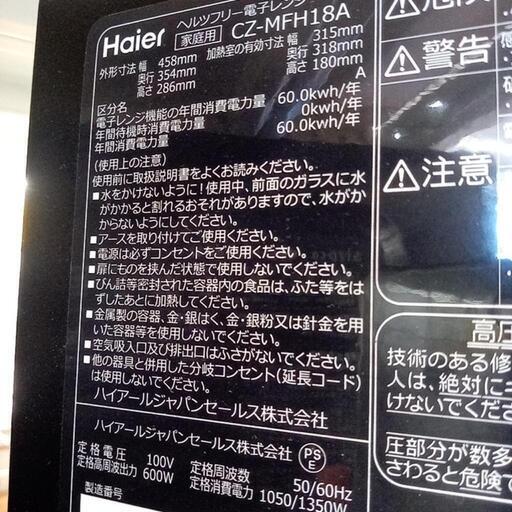 Haier ヘルツフリー電子レンジ
家庭用 CZ-MFH18A
外形寸法 幅 458mm 加熱室の有効寸法 幅 315mm
奥行 354mm 奥行 318mm
高さ 286mm 高さ 180mm
区分名 A
電子レンジ機能の年間消費電力量 60.0kwh/年
年間待機時消費電力量 0kwh/年
年間消費電力量 60.0kwh/年
(使用上の注意)
使用前に取扱説明書をよくお読みください。
■水をかけないように!使用中、前面のガラスに水
がかかると割れるおそれがありますので、水がか
からないようにしてください。
■アースを取り付けてご使用ください。
■電源は必ずコンセントをご使用ください。
■扉にものを挟んだ状態で使用しないでください。
■びん詰等密封された容器内の食品は、ふた等をは
ずしたあとに加熱してください。
■金属製の容器、金・銀はく、金・銀粉又は針金を用
いた容器等を使用しないでください。
■空気吸入口及び排出口はふさがないでください。
■他の器具と併用した分岐コンセント(延長コード)
は使用しないでください。
ハイアールジャパンセールス株式会社
ハイアールジャパンセールス株式会社
PS
E
定格電圧 100V 定格周波数 50/60Hz
定格高周波出力 600W 定格消費電力 1050/1350W
製造番号
警告
注意
高圧
技術のある修
人は、絶対に
けないでくだ
圧部分が数多
さわると危険で